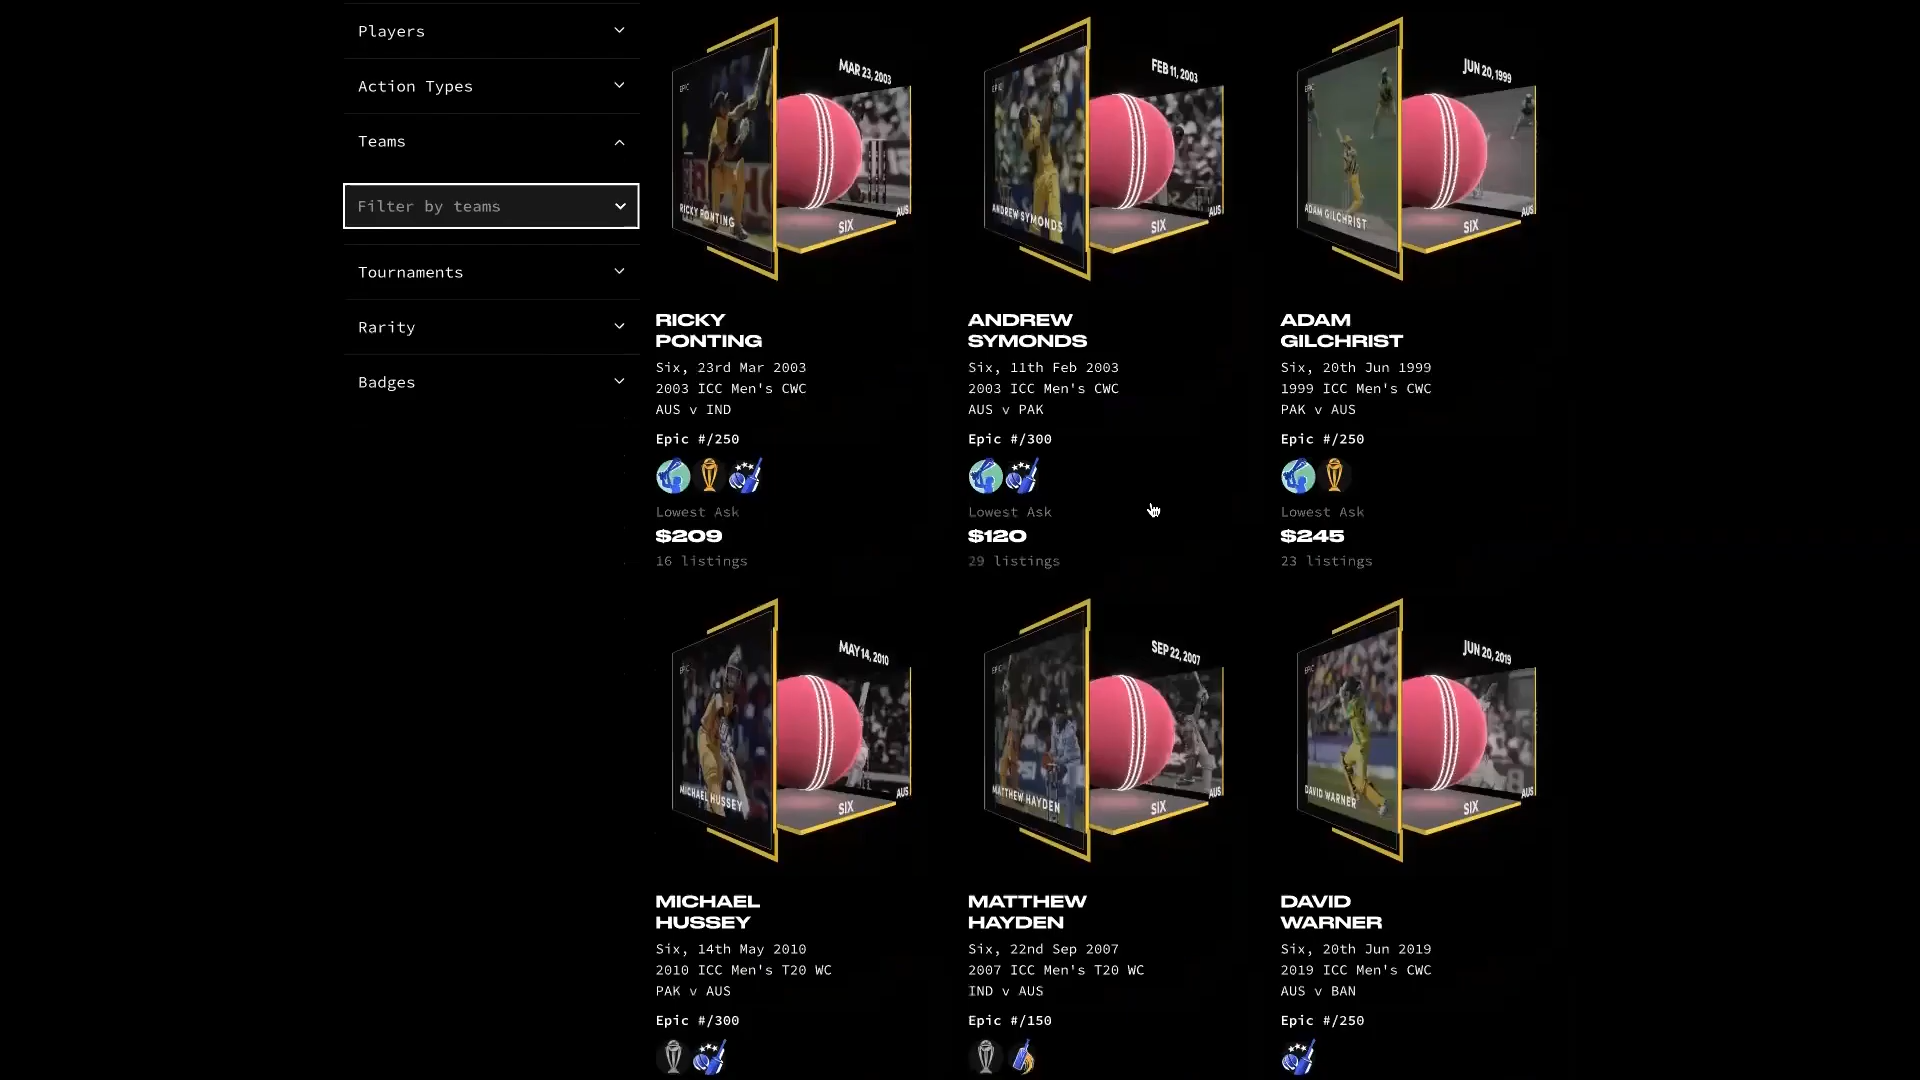 Players
Action Types
Teams
Filter by teams
Tournaments
Rarity
Badges
EPIC
MAR 23, 2003
RICKY PONTING
AUS
SIX
RICKY
PONTING
Six, 23rd Mar 2003
2003 ICC Men's CWC
AUS v IND
Epic #/250
Lowest Ask
$209
16 listings
EPIC
FEB 11, 2003
ANDREW SYMONDS
AUS
SIX
ANDREW
SYMONDS
Six, 11th Feb 2003
2003 ICC Men's CWC
AUS v PAK
Epic #/300
Lowest Ask
$120
29 listings
EPIC
JUN 20, 1999
ADAM GILCHRIST
AUS
SIX
ADAM
GILCHRIST
Six, 20th Jun 1999
1999 ICC Men's CWC
PAK v AUS
Epic #/250
Lowest Ask
$245
23 listings
EPIC
MAY 14, 2010
MICHAEL HUSSEY
AUS
SIX
MICHAEL
HUSSEY
Six, 14th May 2010
2010 ICC Men's T20 WC
PAK v AUS
Epic #/300
EPIC
SEP 22, 2007
MATTHEW HAYDEN
AUS
SIX
MATTHEW
HAYDEN
Six, 22nd Sep 2007
2007 ICC Men's T20 WC
IND v AUS
Epic #/150
EPIC
JUN 20, 2019
DAVID WARNER
AUS
SIX
DAVID
WARNER
Six, 20th Jun 2019
2019 ICC Men's CWC
AUS v BAN
Epic #/250